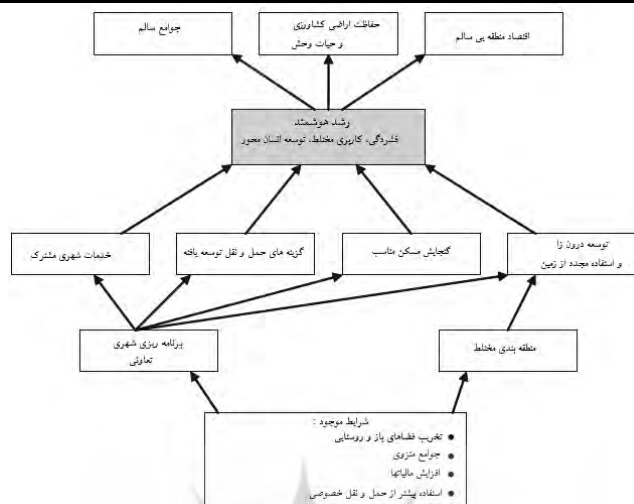 جوامع سالم
حفاظت اراضی کشاورزی
و حیات وحش
اقتصاد منطقه یی سالم
رشد هوشمند
فشردگی، کاربری مختلط، توسعه انسان محور
خدمات شهری مشترک
گزینه های حمل و نقل توسعه یافته
گنجایش مسکن مناسب
توسعه درون زا
و استفاده مجدد از زمین
برنامه ریزی شهری
تعاونی
منطقه بندی مختلط
شرایط موجود :
تخریب فضاهای باز و روستایی
جوامع منزوی
افزایش مالیاتها
استفاده بیشتر از حمل و نقل خصوصی